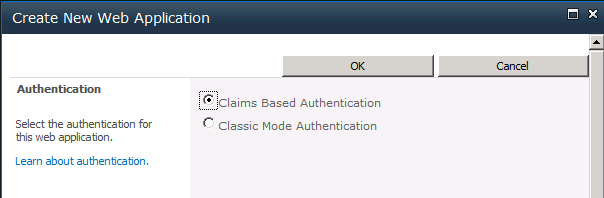 Create New Web Application
OK Cancel
Authentication
Select the authentication for
this web application.
Learn about authentication.
Claims Based Authentication
Classic Mode Authentication